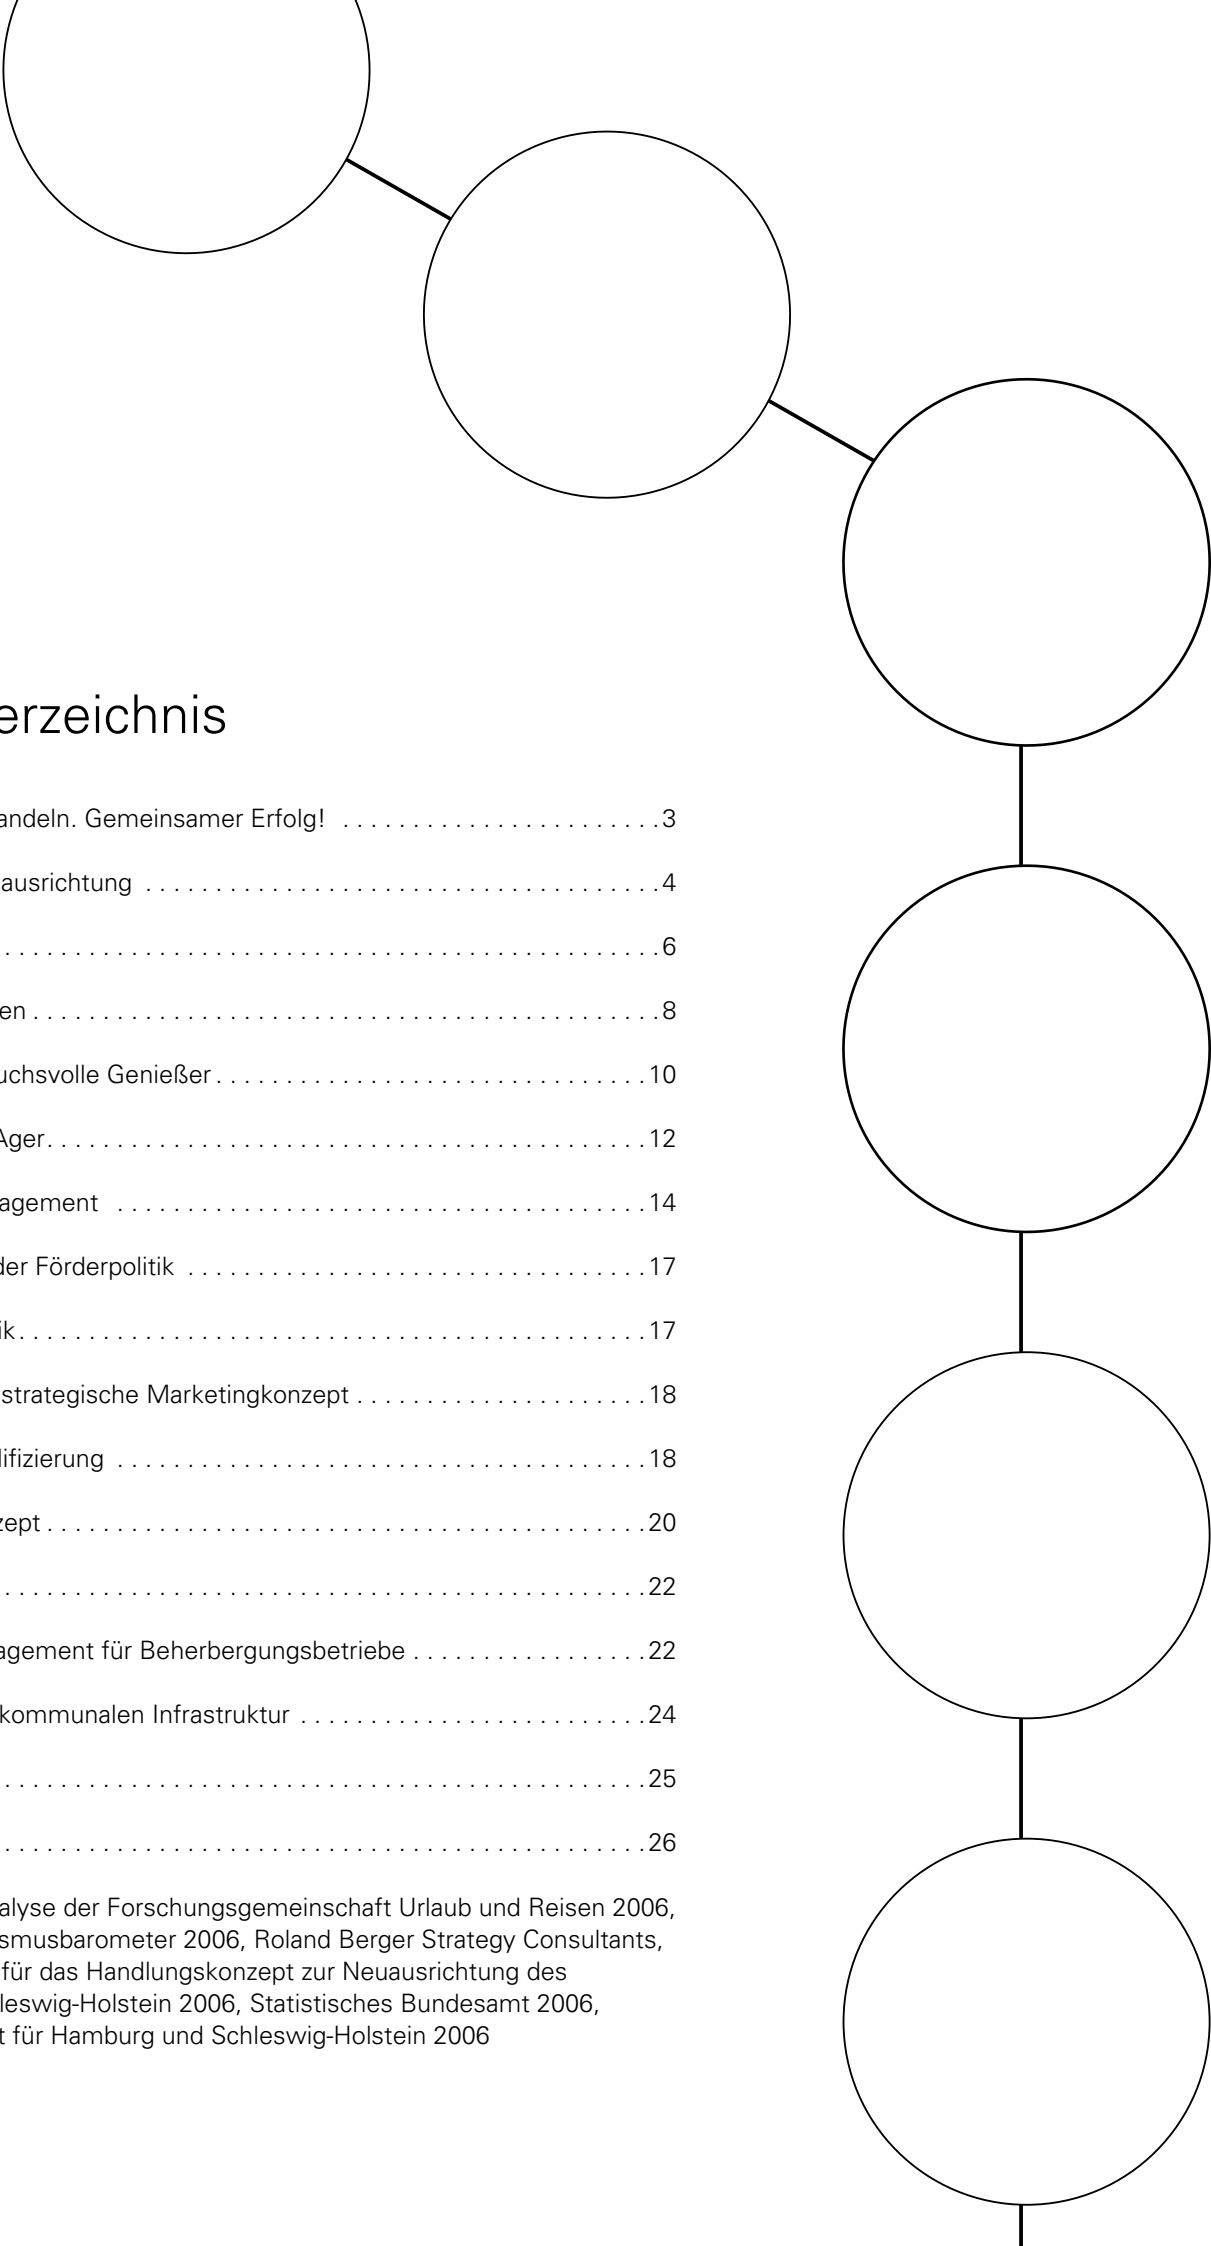 erzeichnis
andeln. Gemeinsamer Erfolg! . . . . . . . . . . . . . . . . . . . . . . . 3
ausrichtung . . . . . . . . . . . . . . . . . . . . . . . . . . . . . . . . . . . . . 4
. . . . . . . . . . . . . . . . . . . . . . . . . . . . . . . . . . . . . . . . . . . . . . . 6
en . . . . . . . . . . . . . . . . . . . . . . . . . . . . . . . . . . . . . . . . . . . . . 8
uchsvolle Genießer . . . . . . . . . . . . . . . . . . . . . . . . . . . . . . . 10
Ager . . . . . . . . . . . . . . . . . . . . . . . . . . . . . . . . . . . . . . . . . . . 12
agement . . . . . . . . . . . . . . . . . . . . . . . . . . . . . . . . . . . . . . 14
der Förderpolitik . . . . . . . . . . . . . . . . . . . . . . . . . . . . . . . . . 17
ik . . . . . . . . . . . . . . . . . . . . . . . . . . . . . . . . . . . . . . . . . . . . . 17
strategische Marketingkonzept . . . . . . . . . . . . . . . . . . . . . 18
lifizierung . . . . . . . . . . . . . . . . . . . . . . . . . . . . . . . . . . . . . . 18
zept . . . . . . . . . . . . . . . . . . . . . . . . . . . . . . . . . . . . . . . . . . . 20
. . . . . . . . . . . . . . . . . . . . . . . . . . . . . . . . . . . . . . . . . . . . . . 22
agement für Beherbergungsbetriebe . . . . . . . . . . . . . . . . . 22
kommunalen Infrastruktur . . . . . . . . . . . . . . . . . . . . . . . . . 24
. . . . . . . . . . . . . . . . . . . . . . . . . . . . . . . . . . . . . . . . . . . . . . 25
. . . . . . . . . . . . . . . . . . . . . . . . . . . . . . . . . . . . . . . . . . . . . . 26
alyse der Forschungsgemeinschaft Urlaub und Reisen 2006,
smusbarometer 2006, Roland Berger Strategy Consultants,
für das Handlungskonzept zur Neuausrichtung des
leswig-Holstein 2006, Statistisches Bundesamt 2006,
t für Hamburg und Schleswig-Holstein 2006